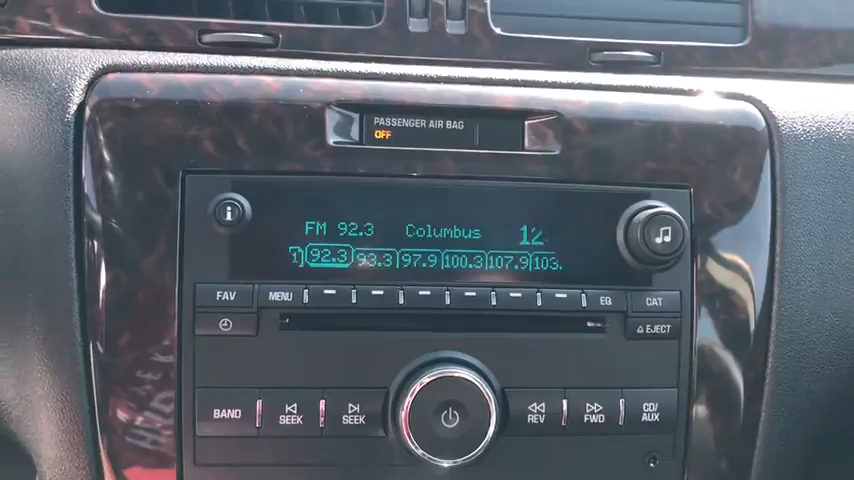 PASSENGER AIR BAG
OFF
i
FM 92.3 Columbus 12
1 92.3 93.3 97.9 100.3 107.9 103.
FAV MENU EQ CAT
EJECT
BAND SEEK SEEK REV FWD CD/AUX